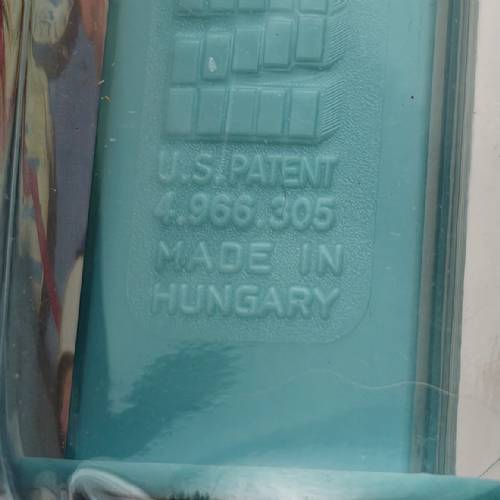 U.S. PATENT
4.966.305
MADE IN
HUNGARY